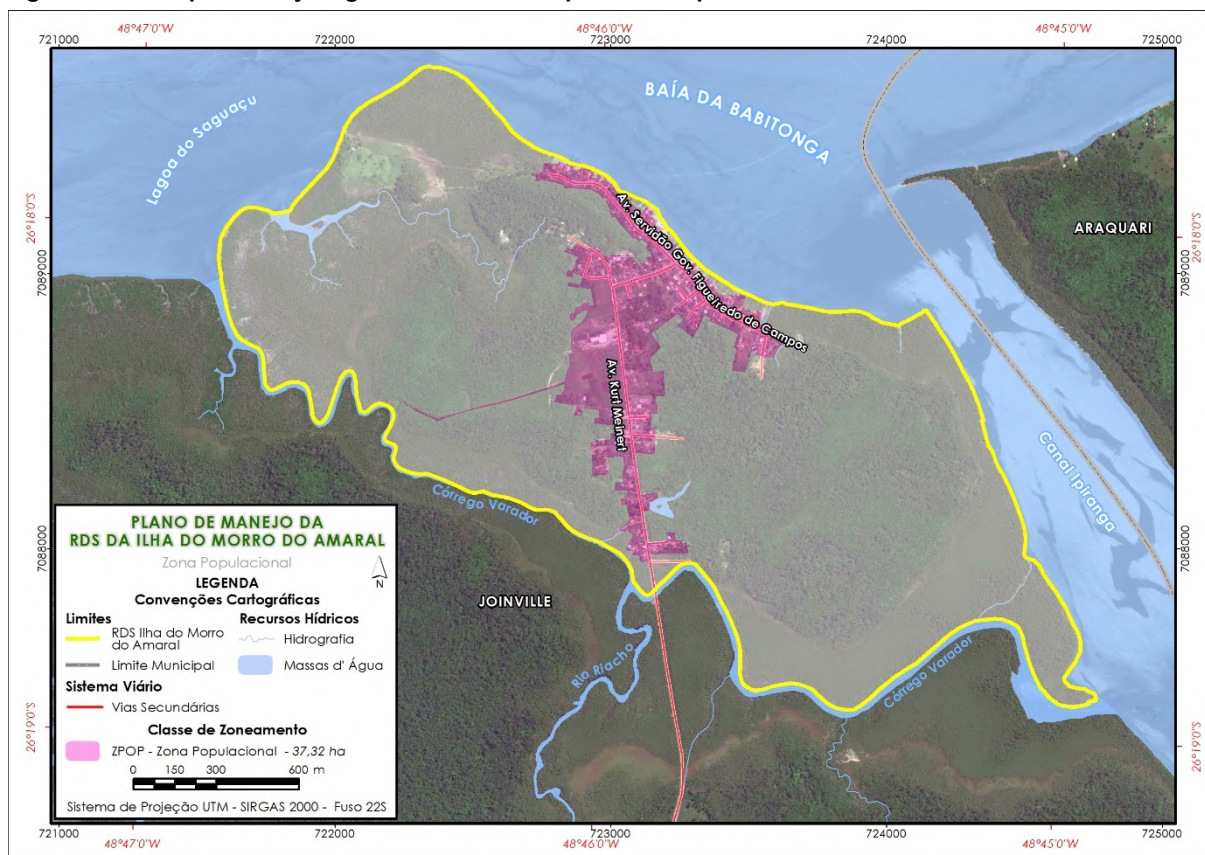 48°47'0"W
48°46'0"W
48°45'0"W
721000
722000
723000
724000
725000
Lagoa do Saguaçu
BAÍA DA BABITONGA
26°18'0"S
26°18'0"S
ARAQUARI
Av. Servidão Gov. Figueiredo de Campos
7089000
7089000
Av. Kurt Meinert
Canal Ipiranga
Córrego Varador
7088000
7088000
JOINVILLE
Rio Riacho
Córrego Varador
26°19'0"S
26°19'0"S
PLANO DE MANEJO DA
RDS DA ILHA DO MORRO DO AMARAL
Zona Populacional
N
LEGENDA
Convenções Cartográficas
Limites
RDS Ilha do Morro
do Amaral
Limite Municipal
Recursos Hídricos
Hidrografia
Massas d' Água
Sistema Viário
Vias Secundárias
Classe de Zoneamento
ZPOP - Zona Populacional - 37,32 ha
0 150 300 600 m
Sistema de Projeção UTM - SIRGAS 2000 - Fuso 22S
721000
722000
723000
724000
725000
48°47'0"W
48°46'0"W
48°45'0"W